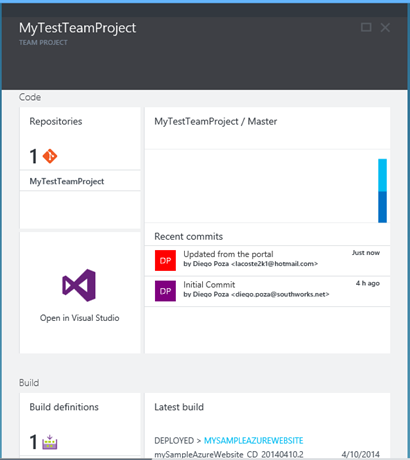 MyTestTeamProject
TEAM PROJECT
Code
Repositories
1
MyTestTeamProject
Open in Visual Studio
MyTestTeamProject / Master
Recent commits
DP
Updated from the portal
Just now
by Diego Poza <lacoste2k1@hotmail.com>
DP
Initial Commit
4 h ago
by Diego Poza <diego.poza@southworks.net>
Build
Build definitions
1
Latest build
DEPLOYED > MYSAMPLEAZUREWEBSITE
mySampleAzureWebsite_CD_20140410.2
4/10/2014